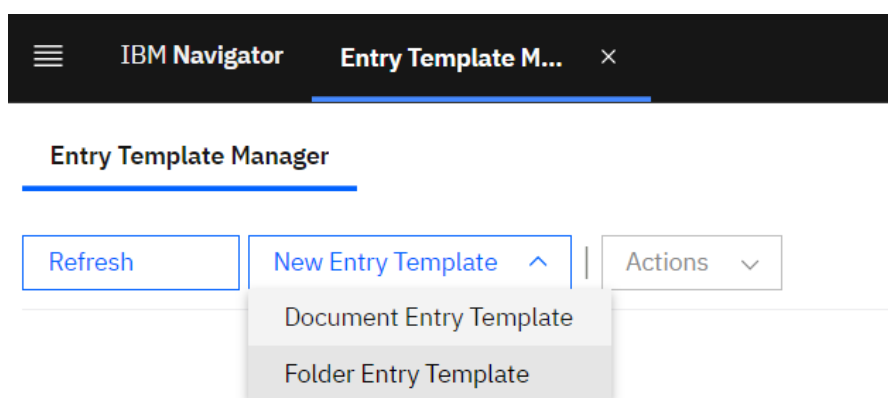 IBM Navigator Entry Template M... ×
Entry Template Manager
Refresh New Entry Template | Actions
Document Entry Template
Folder Entry Template